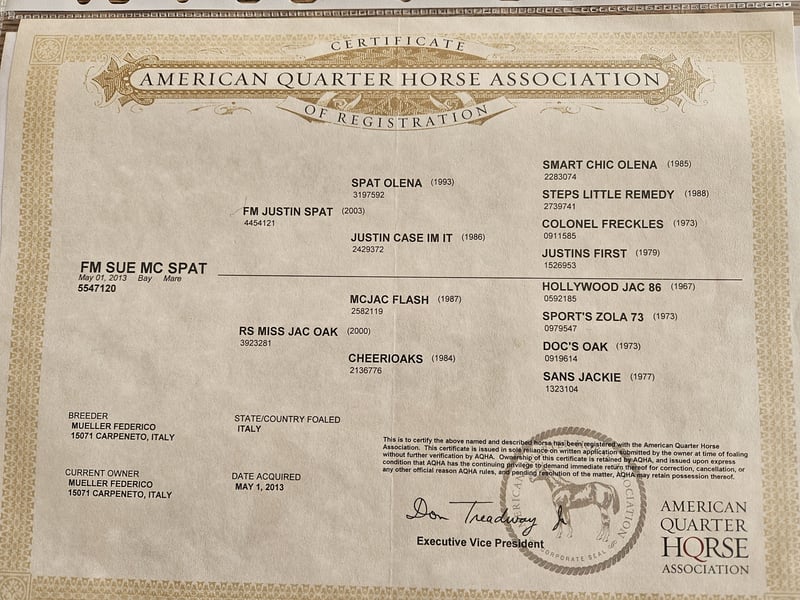 CERTIFICATE
AMERICAN QUARTER HORSE ASSOCIATION
OF REGISTRATION
SMART CHIC OLENA (1985)
2283074
SPAT OLENA (1993)
3197592
STEPS LITTLE REMEDY (1988)
2739741
FM JUSTIN SPAT (2003)
4454121
COLONEL FRECKLES (1973)
0911585
JUSTIN CASE IM IT (1986)
2429372
JUSTINS FIRST (1979)
1526953
FM SUE MC SPAT
May 01, 2013 Bay Mare
5547120
HOLLYWOOD JAC 86 (1967)
0592185
MCJAC FLASH (1987)
2582119
SPORT'S ZOLA 73 (1973)
0979547
RS MISS JAC OAK (2000)
3923281
DOC'S OAK (1973)
0919614
CHEERIOAKS (1984)
2136776
SANS JACKIE (1977)
1323104
BREEDER
MUELLER FEDERICO
15071 CARPENETO, ITALY
STATE/COUNTRY FOALED
ITALY
CURRENT OWNER
MUELLER FEDERICO
15071 CARPENETO, ITALY
DATE ACQUIRED
MAY 1, 2013
This is to certify the above named and described horse has been registered with the American Quarter Horse
Association. This certificate is issued in sole reliance on written application submitted by the owner at time of foaling
without further verification by AQHA. Ownership of this certificate is retained by AQHA, and issued upon express
condition that AQHA has the continuing privilege to demand immediate return thereof for correction, cancellation, or
any other official reason AQHA rules, and pending resolution of the matter, AQHA may retain possession thereof.
Don Treadway Jr
Executive Vice President
CORPORATE SEAL
AMERICAN
QUARTER
HORSE
ASSOCIATION